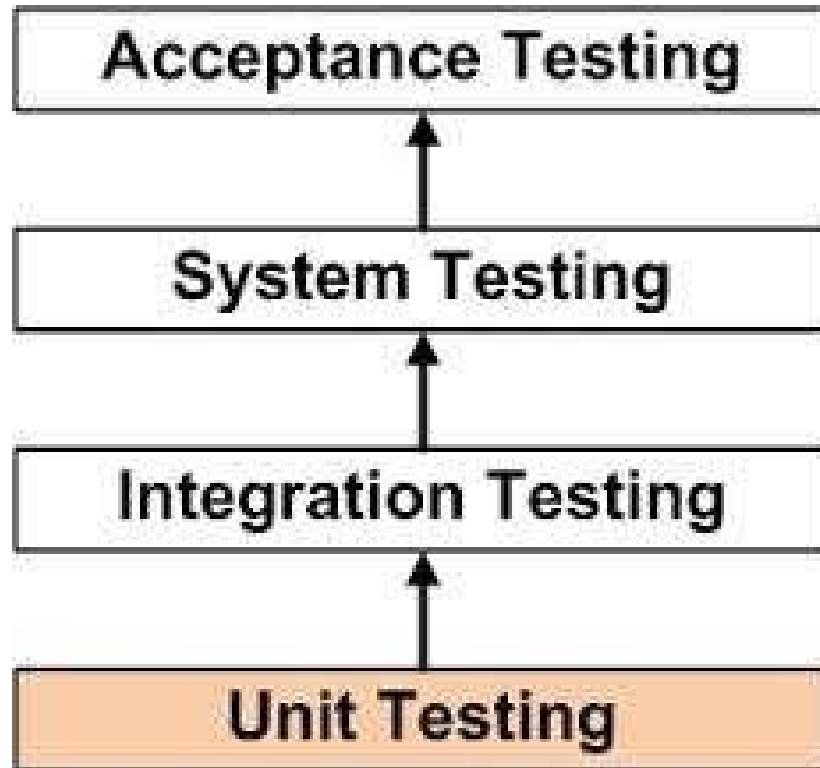 Acceptance Testing
System Testing
Integration Testing
Unit Testing